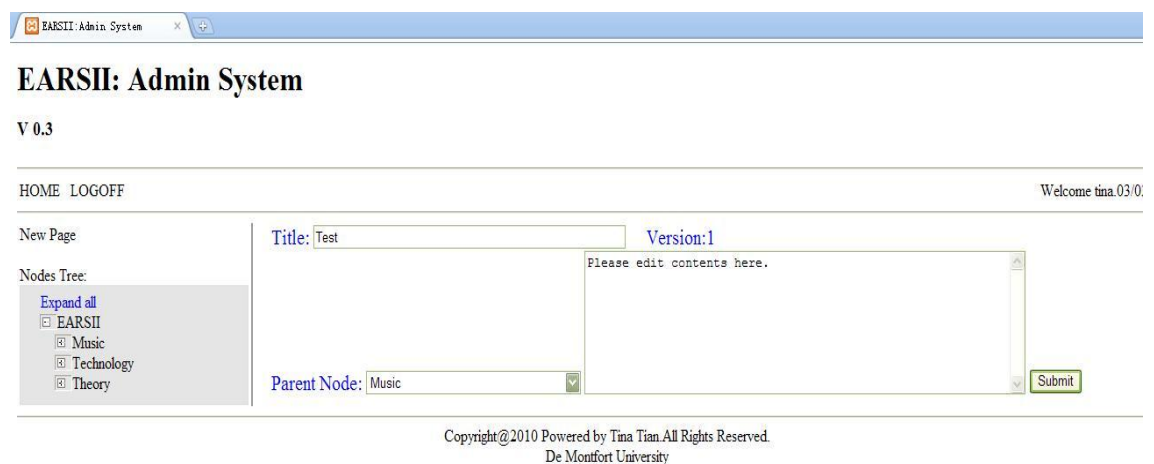 EARSII:Admin System
EARSII: Admin System
V 0.3
HOME LOGOFF
Welcome tina.03/0
New Page
Title: Test
Version:1
Please edit contents here.
Nodes Tree:
Expand all
EARSII
Music
Technology
Theory
Parent Node: Music
Submit
Copyright@2010 Powered by Tina Tian.All Rights Reserved.
De Montfort University